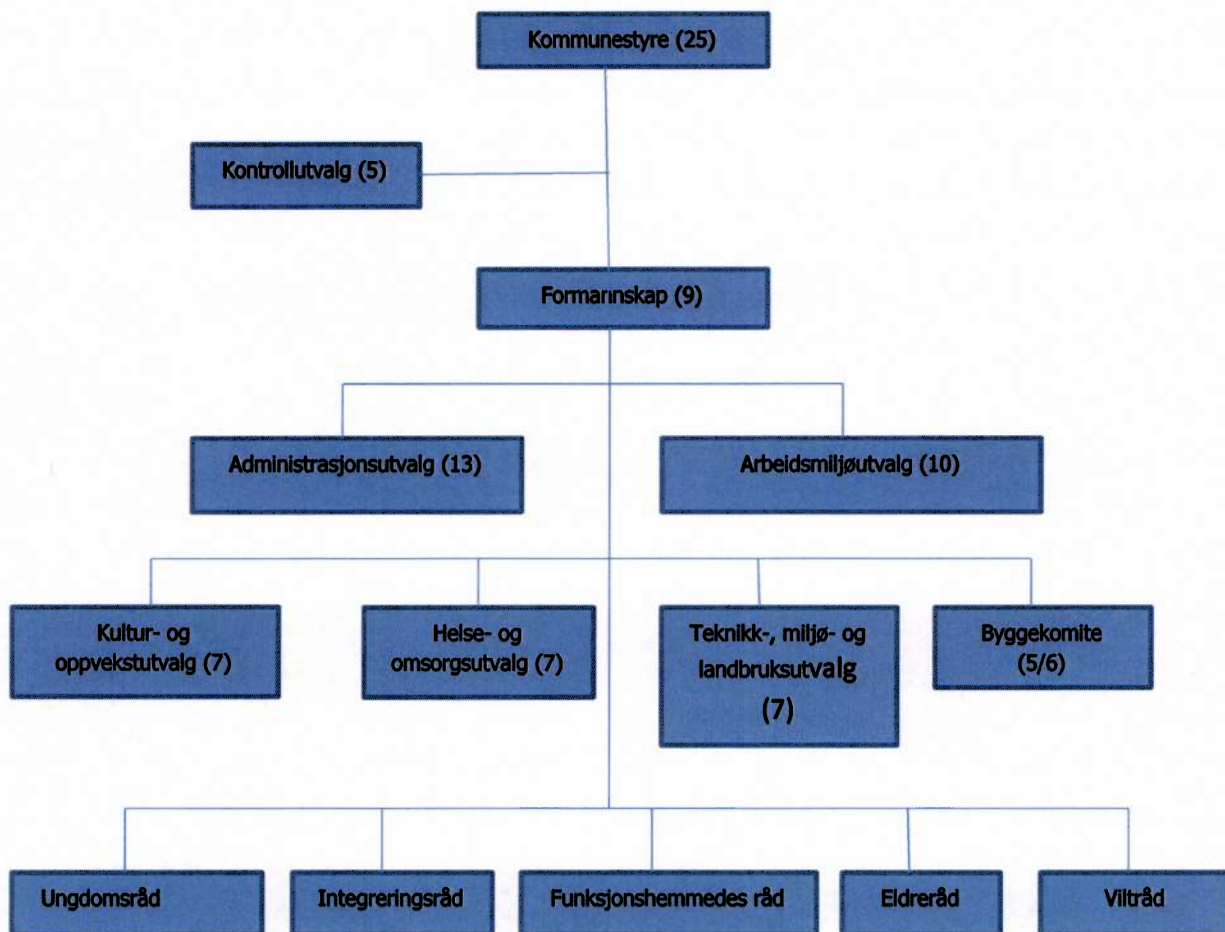 Kommunestyre (25)
Kontrollutvalg (5)
Formannskap (9)
Administrasjonsutvalg (13)
Arbeidsmiljøutvalg (10)
Kultur- og
oppvekstutvalg (7)
Helse- og
omsorgsutvalg (7)
Teknikk-, miljø- og
landbruksutvalg
(7)
Byggekomite
(5/6)
Ungdomsråd
Integreringsråd
Funksjonshemmedes råd
Eldreråd
Viltråd